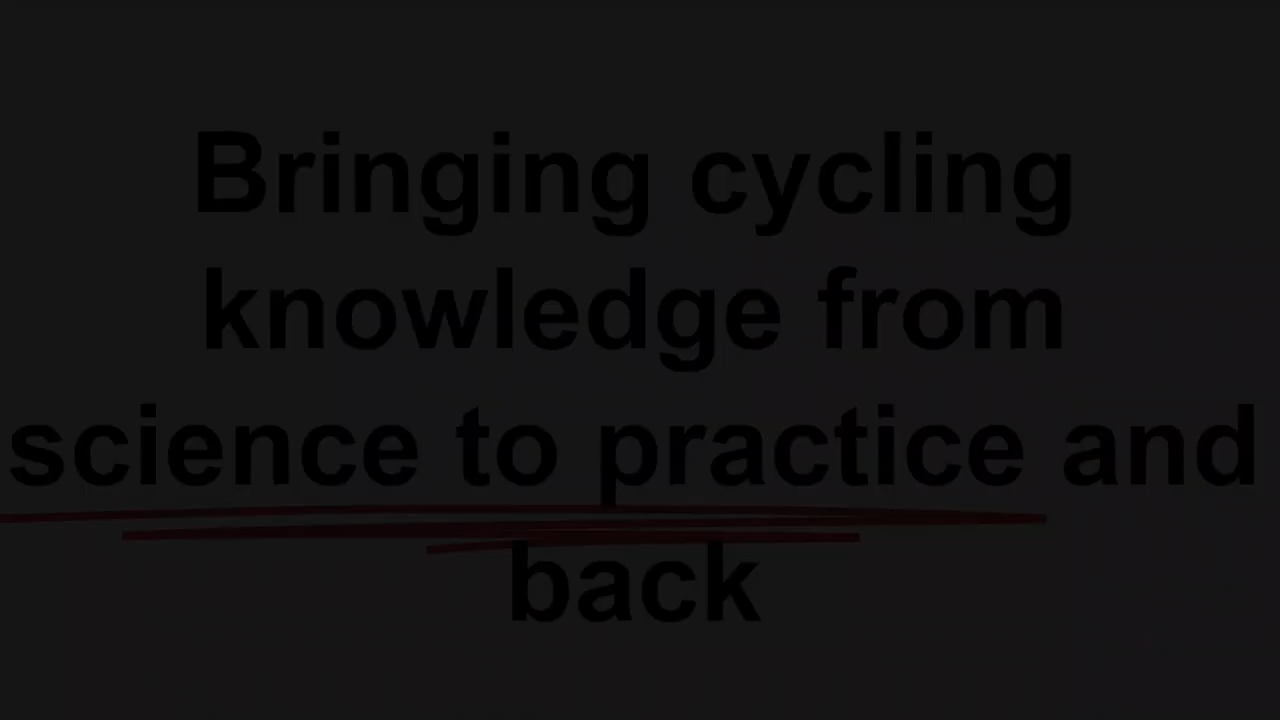 Bringing cycling
knowledge from
science to practice and
back